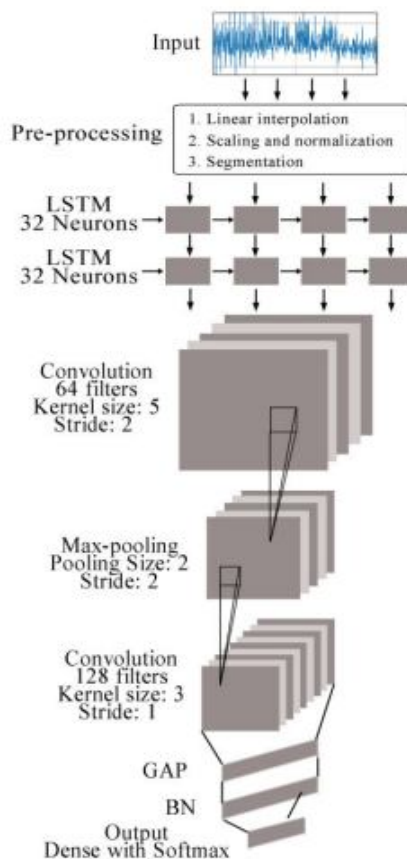 Input
Pre-processing
1. Linear interpolation
2. Scaling and normalization
3. Segmentation
LSTM
32 Neurons
LSTM
32 Neurons
Convolution
64 filters
Kernel size: 5
Stride: 2
Max-pooling
Pooling Size: 2
Stride: 2
Convolution
128 filters
Kernel size: 3
Stride: 1
GAP
BN
Output
Dense with Softmax